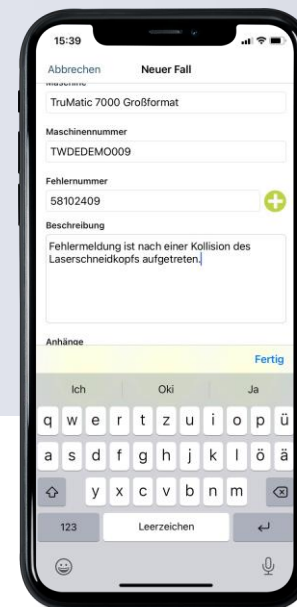 15:39
Abbrechen Neuer Fall
Maschine
TruMatic 7000 Großformat
Maschinennummer
TWDEDEMO009
Fehlernummer
58102409
Beschreibung
Fehlermeldung ist nach einer Kollision des
Laserschneidkopfs aufgetreten.
Anhänge
Fertig
Ich Oki Ja
q w e r t z u i o p ü
a s d f g h j k l ö ä
y x c v b n m
123 Leerzeichen